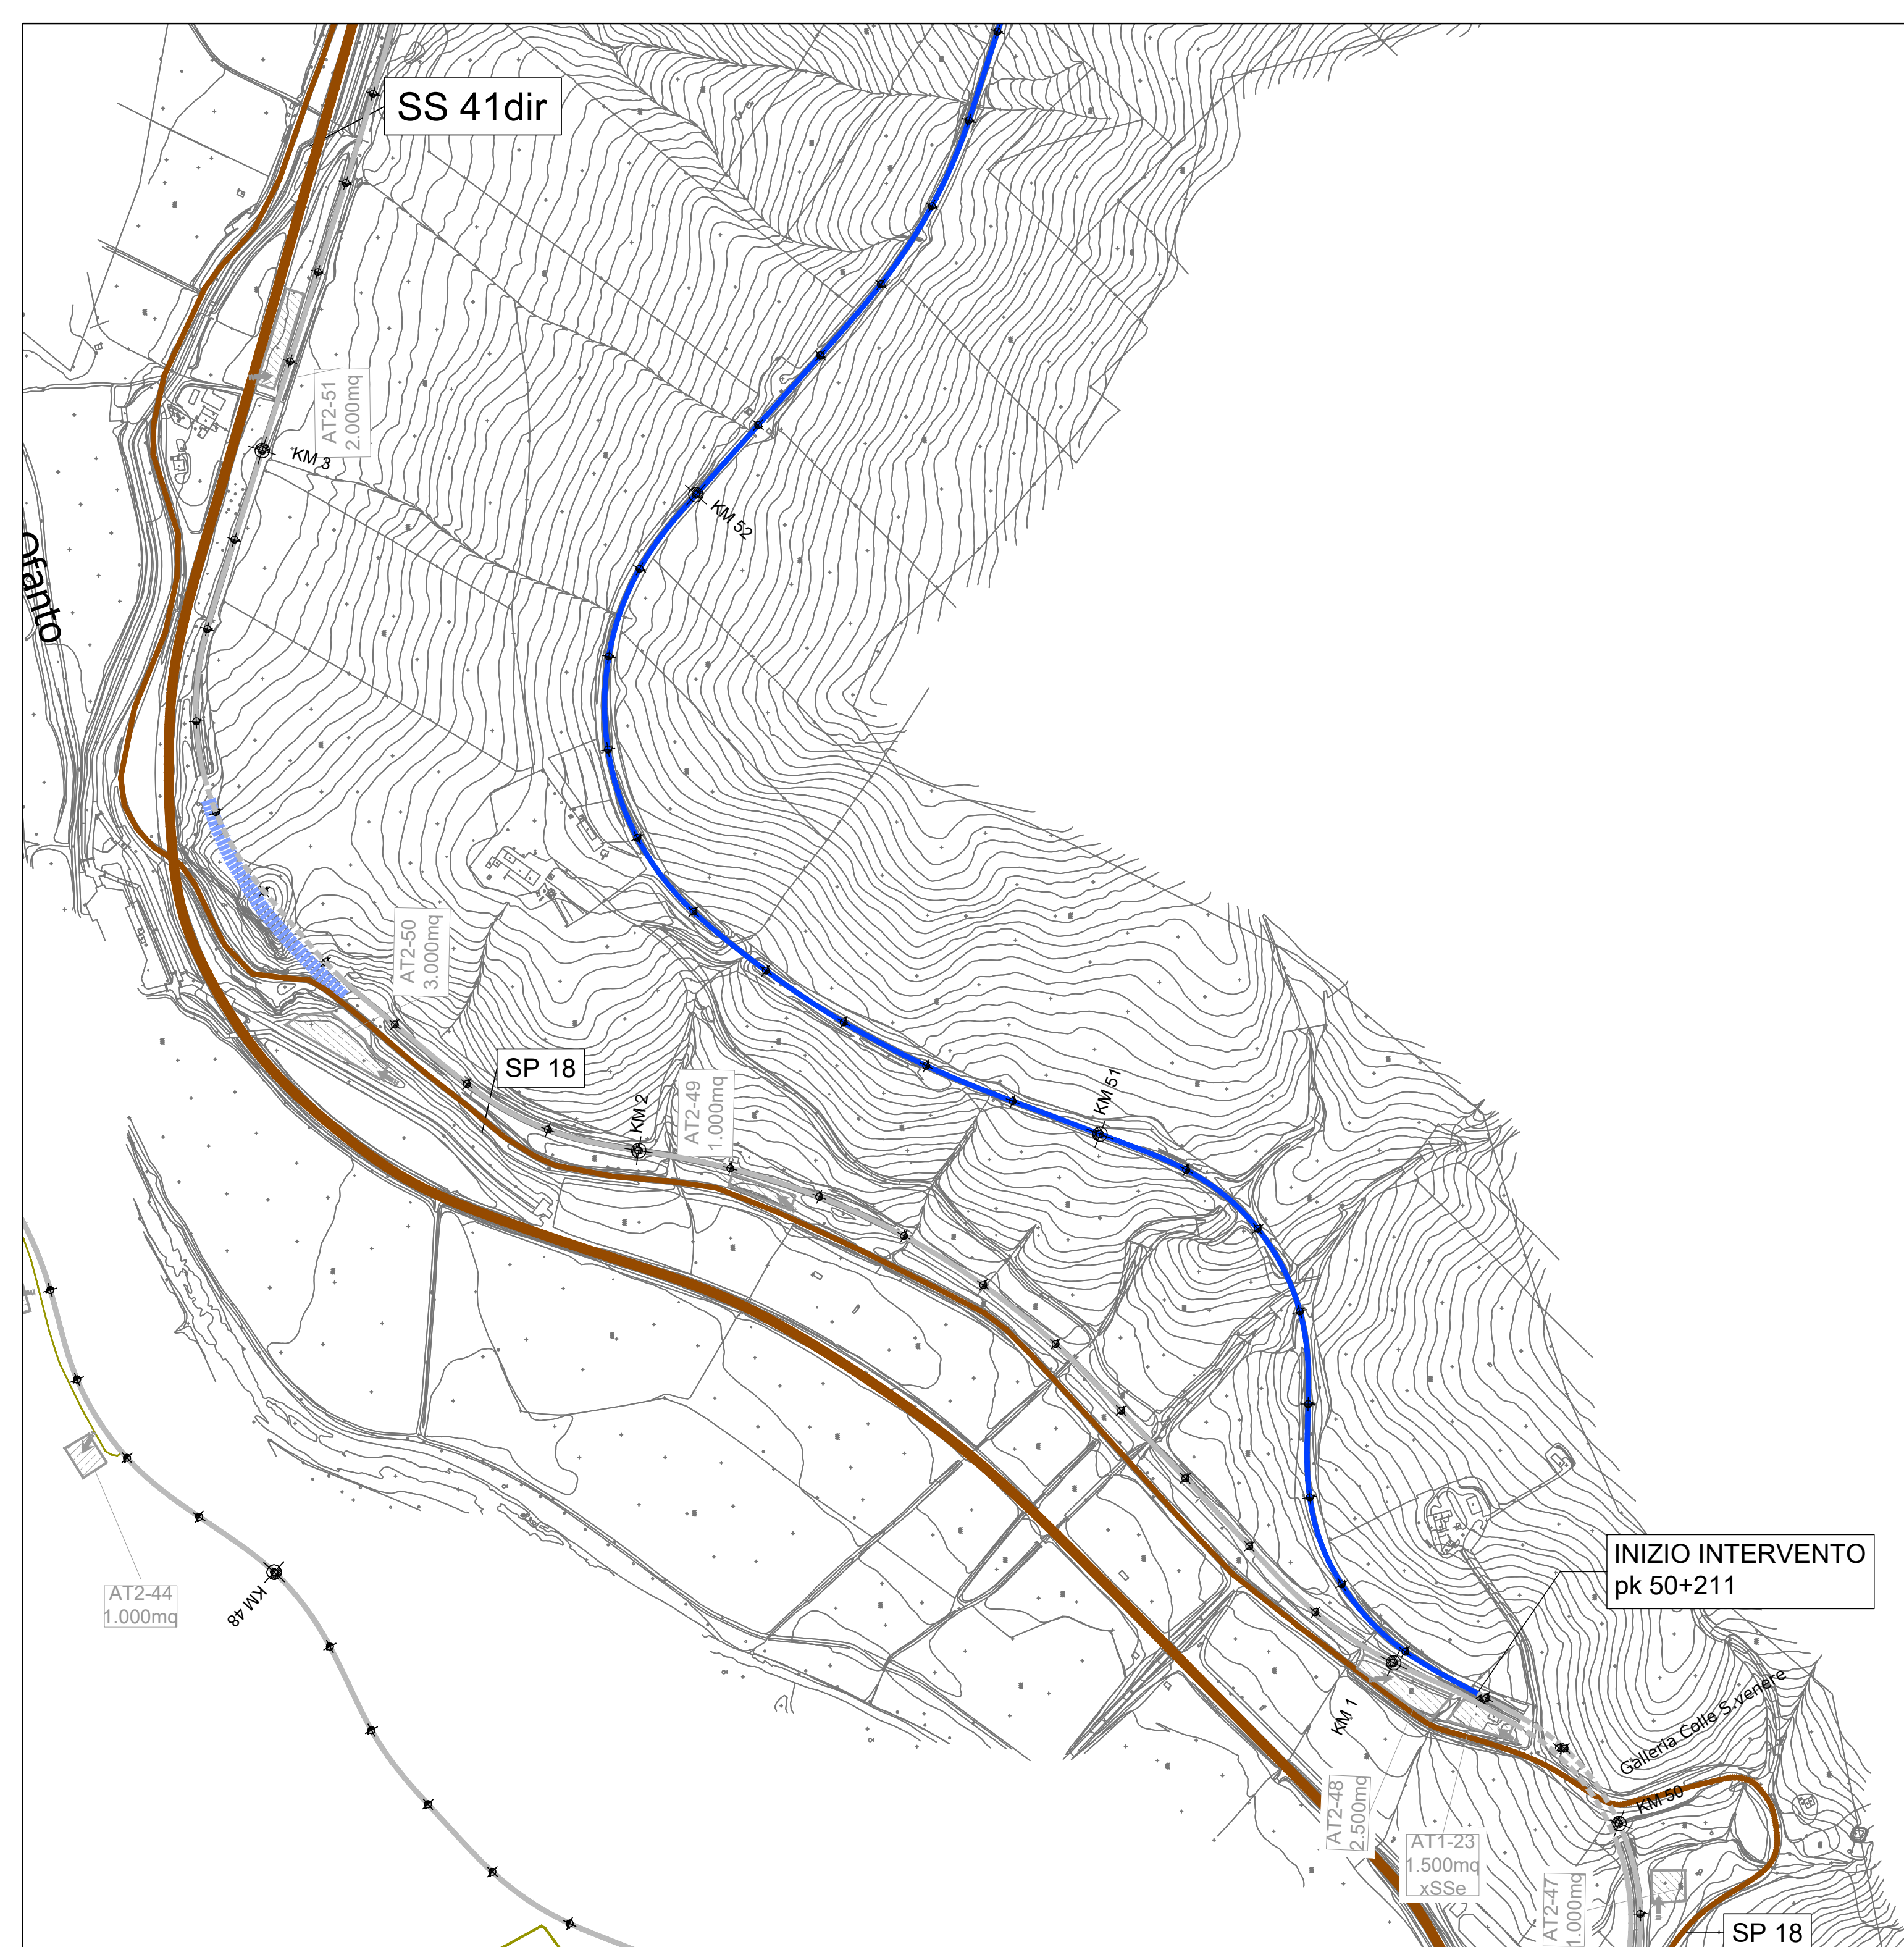 SS 41dir
AT2-51
2.000mq
KM 3
KM 52
Ofanto
AT2-50
3.000mq
SP 18
KM 2
AT2-49
1.000mq
KM 51
INIZIO INTERVENTO
pk 50+211
AT2-44
1.000mq
KM 48
KM 1
Galleria Colle S.venere
KM 50
AT2-48
2.500mq
AT1-23
1.500mq
xSSe
AT2-47
1.000mq
SP 18